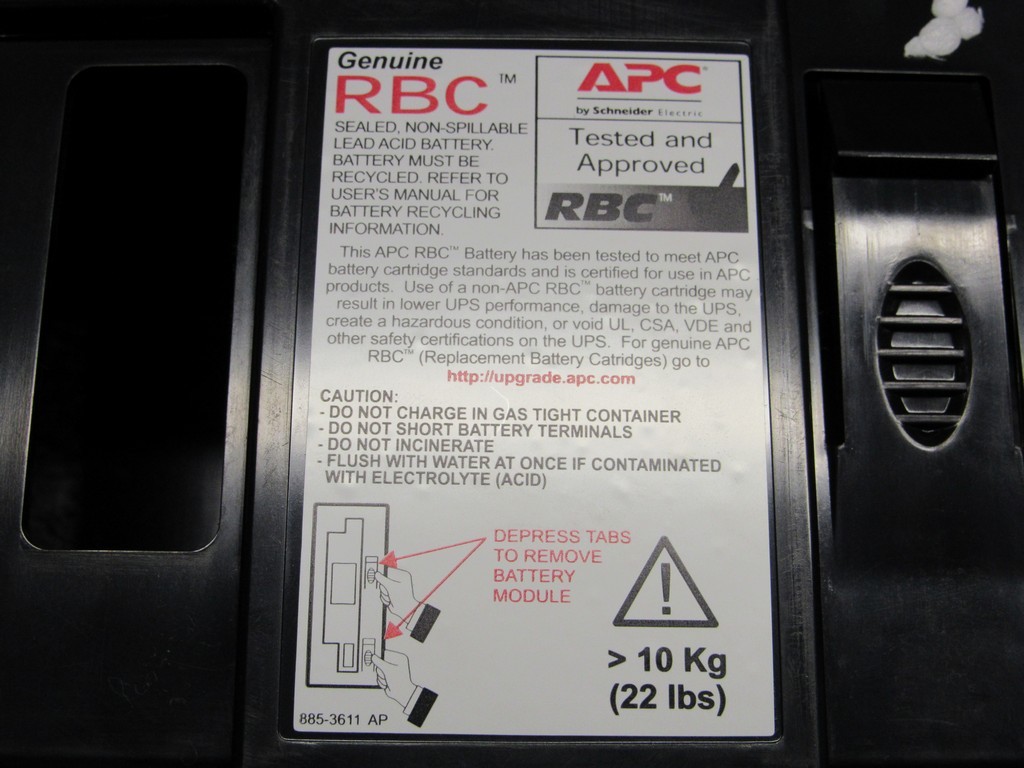 Genuine
RBC™
SEALED, NON-SPILLABLE
LEAD ACID BATTERY.
BATTERY MUST BE
RECYCLED. REFER TO
USER'S MANUAL FOR
BATTERY RECYCLING
INFORMATION.
APC®
by Schneider Electric
Tested and
Approved
RBC™
This APC RBC™ Battery has been tested to meet APC
battery cartridge standards and is certified for use in APC
products. Use of a non-APC RBC™ battery cartridge may
result in lower UPS performance, damage to the UPS,
create a hazardous condition, or void UL, CSA, VDE and
other safety certifications on the UPS. For genuine APC
RBC™ (Replacement Battery Catridges) go to
http://upgrade.apc.com
CAUTION:
- DO NOT CHARGE IN GAS TIGHT CONTAINER
- DO NOT SHORT BATTERY TERMINALS
- DO NOT INCINERATE
- FLUSH WITH WATER AT ONCE IF CONTAMINATED
WITH ELECTROLYTE (ACID)
DEPRESS TABS
TO REMOVE
BATTERY
MODULE
!
> 10 Kg
(22 lbs)
885-3611 AP